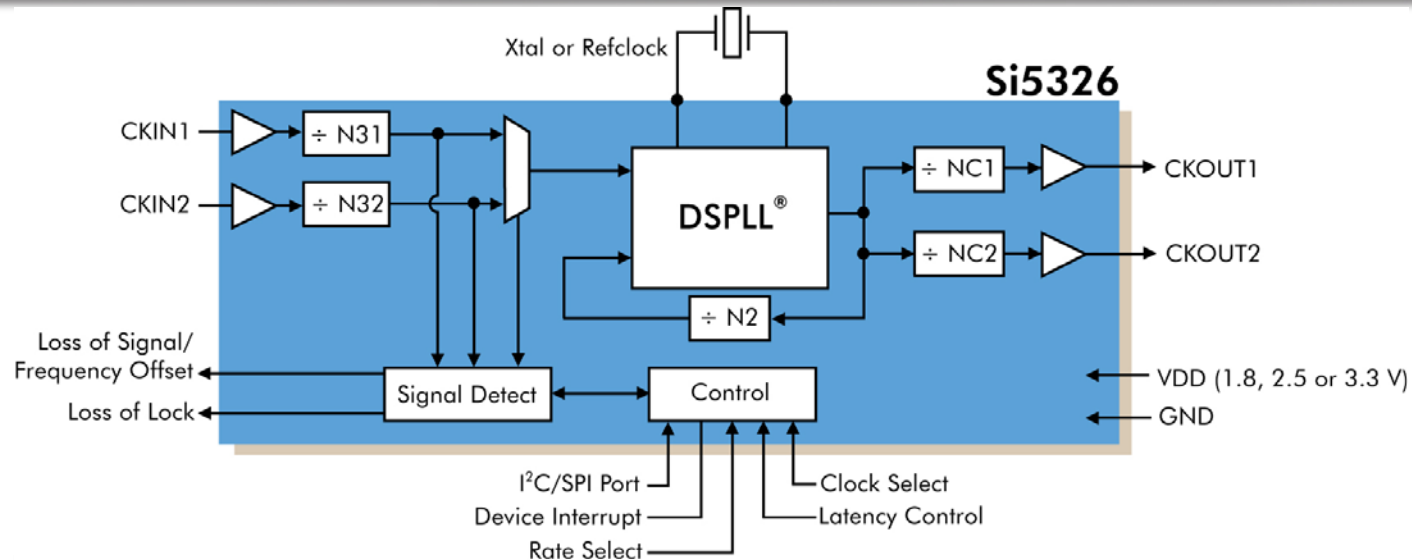 Xtal or Refclock
Si5326
CKIN1
÷ N31
CKIN2
÷ N32
DSPLL®
÷ NC1
CKOUT1
÷ NC2
CKOUT2
÷ N2
Loss of Signal/
Frequency Offset
Loss of Lock
Signal Detect
Control
VDD (1.8, 2.5 or 3.3 V)
GND
I²C/SPI Port
Device Interrupt
Rate Select
Clock Select
Latency Control